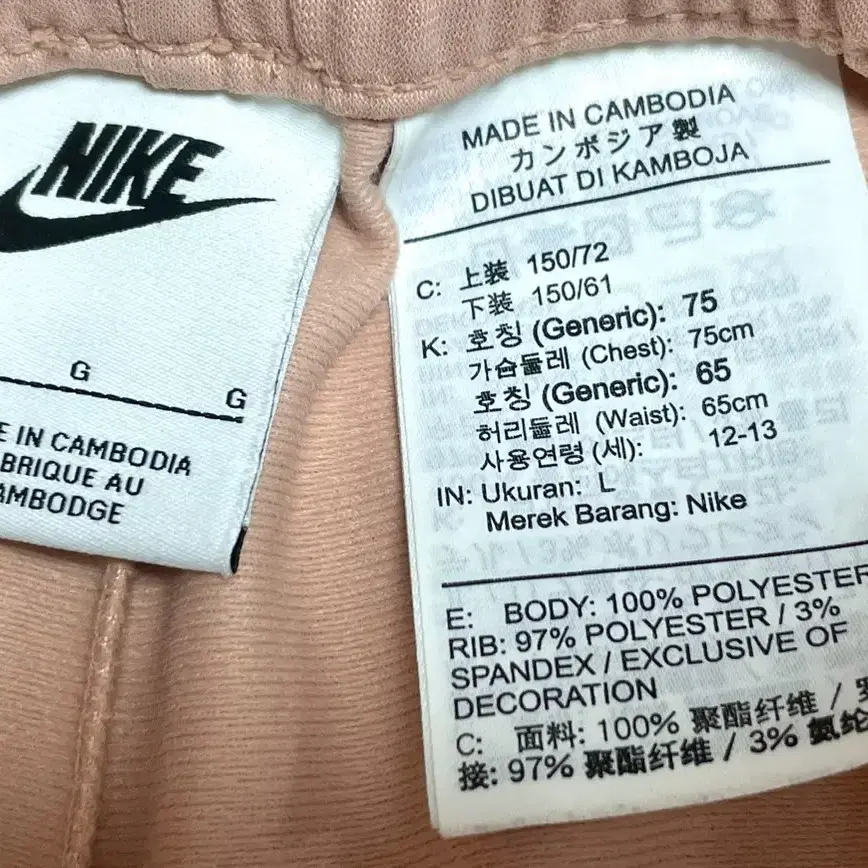 NIKE
G G
E IN CAMBODIA
BRIQUE AU
AMBODGE
MADE IN CAMBODIA
カンボジア製
DIBUAT DI KAMBOJA
C: 上装 150/72
下装 150/61
K: 호칭 (Generic): 75
가슴둘레 (Chest): 75cm
호칭 (Generic): 65
허리둘레 (Waist): 65cm
사용연령 (세): 12-13
IN: Ukuran: L
Merek Barang: Nike
E: BODY: 100% POLYESTER
RIB: 97% POLYESTER / 3%
SPANDEX / EXCLUSIVE OF
DECORATION
C: 面料: 100% 聚酯纤维 / 罗
接: 97% 聚酯纤维 / 3% 氨纶